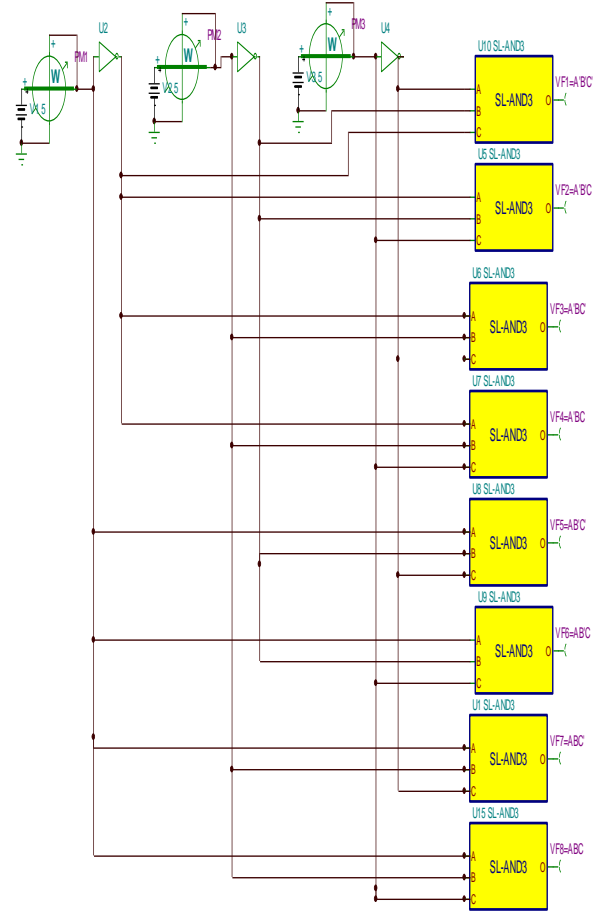 U2
PM1
W
V1 5
+
+
U3
PM2
W
V2.5
+
+
U4
PM3
W
V3.5
+
+
U10 SL-AND3
A
B
C
SL-AND3
O
VF1=A'B'C'
U5 SL-AND3
A
B
C
SL-AND3
O
VF2=A'B'C
U6 SL-AND3
A
B
C
SL-AND3
O
VF3=A'BC'
U7 SL-AND3
A
B
C
SL-AND3
O
VF4=A'BC
U8 SL-AND3
A
B
C
SL-AND3
O
VF5=AB'C'
U9 SL-AND3
A
B
C
SL-AND3
O
VF6=AB'C
U1 SL-AND3
A
B
C
SL-AND3
O
VF7=ABC'
U15 SL-AND3
A
B
C
SL-AND3
O
VF8=ABC